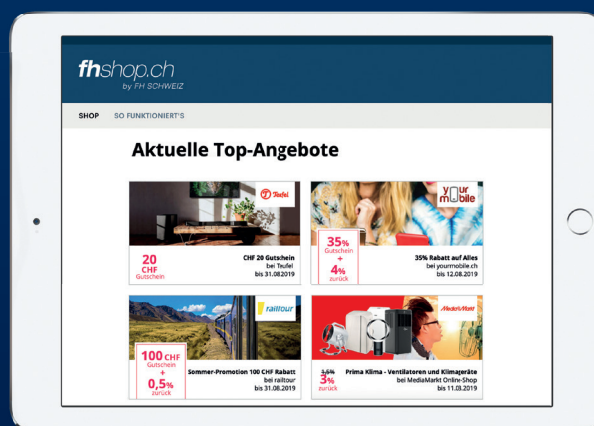 fhshop.ch
by FH SCHWEIZ
SHOP SO FUNKTIONIERT'S
Aktuelle Top-Angebote
Teufel
20
CHF
Gutschein
CHF 20 Gutschein
bei Teufel
bis 31.08.2019
your
mobile
35%
Gutschein
+
4%
zurück
35% Rabatt auf Alles
bei yourmobile.ch
bis 12.08.2019
railtour
100 CHF
Gutschein
+
0,5%
zurück
Sommer-Promotion 100 CHF Rabatt
bei railtour
bis 31.08.2019
MediaMarkt
1,5%
3%
zurück
Prima Klima - Ventilatoren und Klimageräte
bei MediaMarkt Online-Shop
bis 11.03.2019